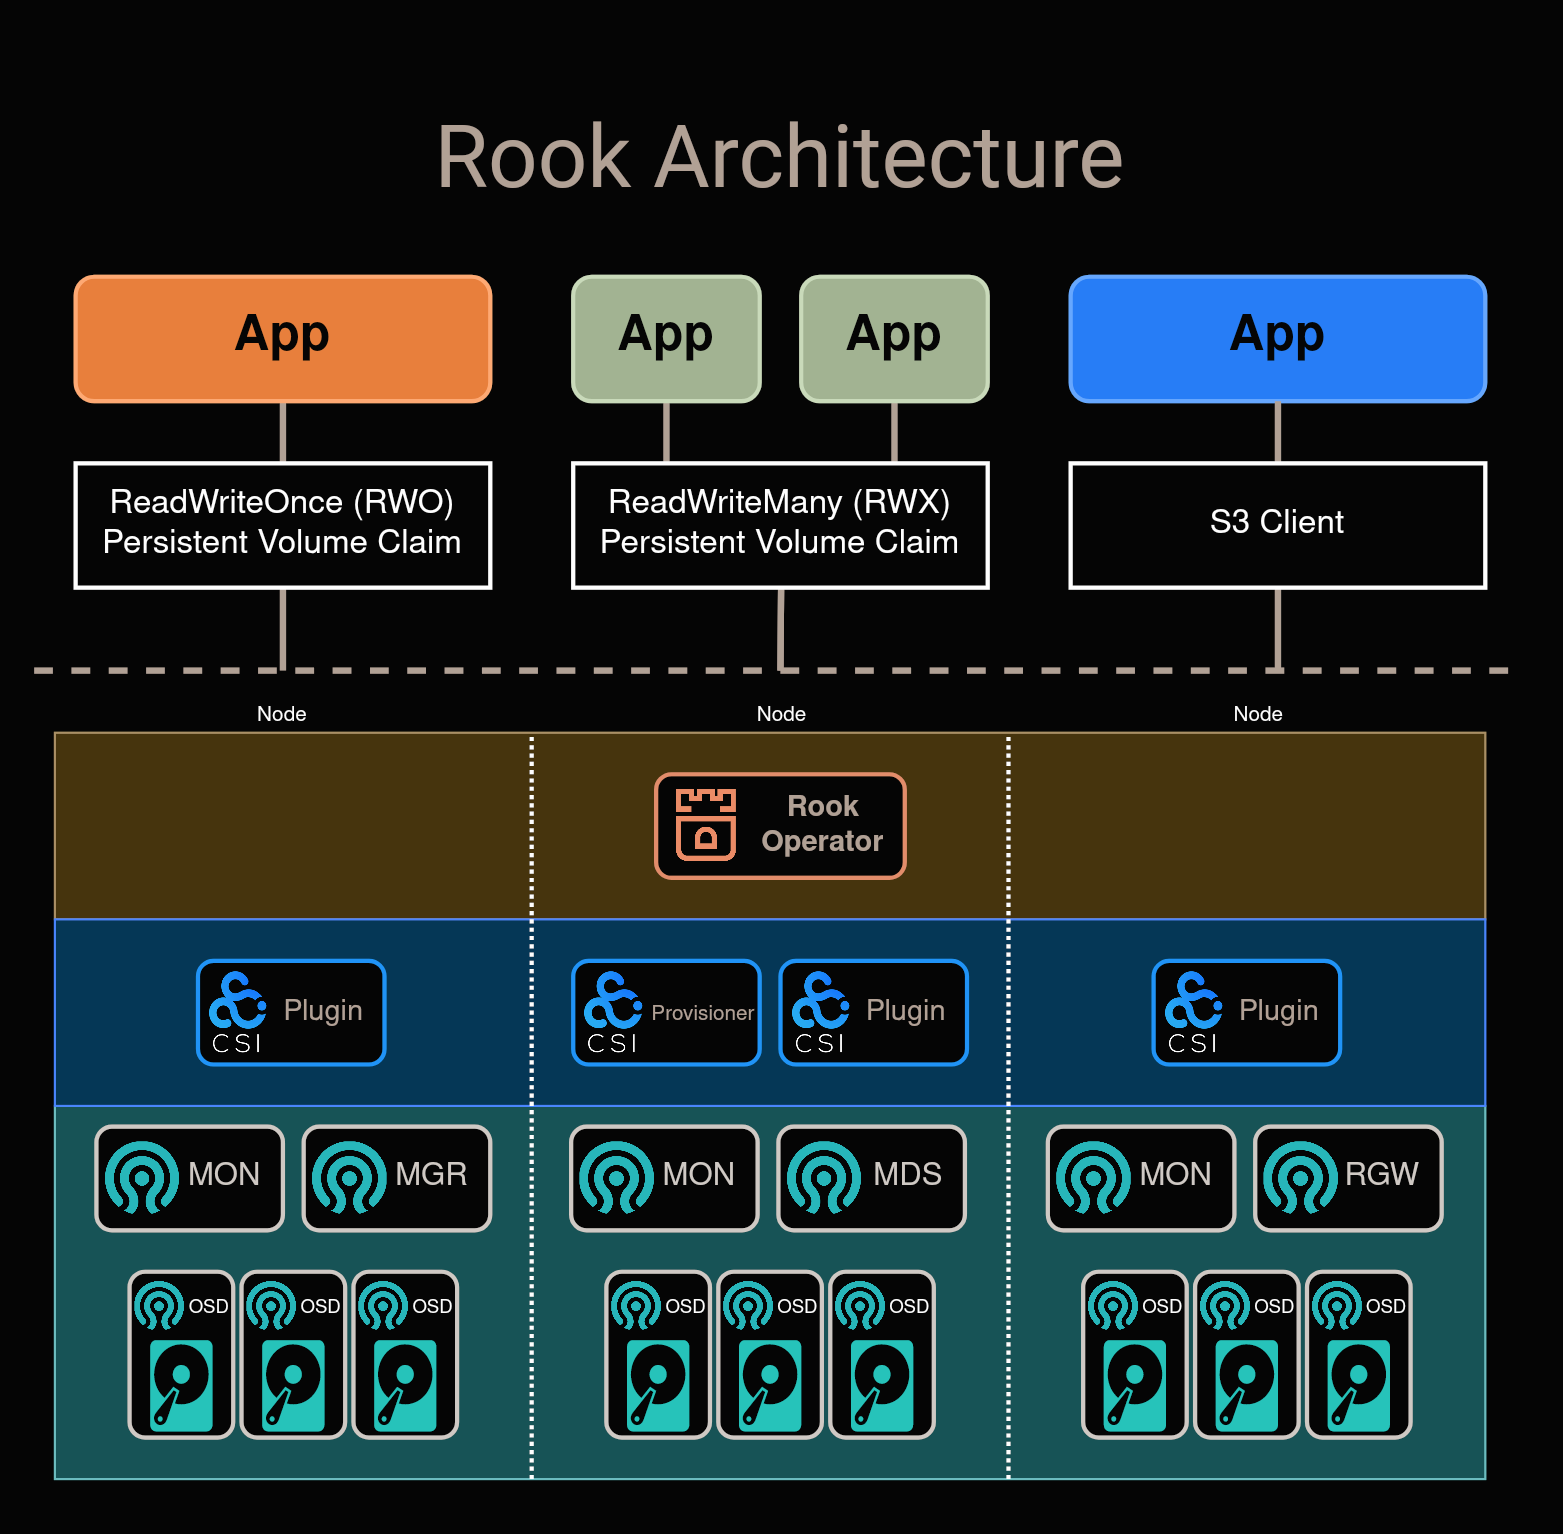 Rook Architecture
App
App
App
App
ReadWriteOnce (RWO)
Persistent Volume Claim
ReadWriteMany (RWX)
Persistent Volume Claim
S3 Client
Node
Node
Node
Rook
Operator
CSI
Plugin
CSI
Provisioner
CSI
Plugin
CSI
Plugin
MON
MGR
MON
MDS
MON
RGW
OSD
OSD
OSD
OSD
OSD
OSD
OSD
OSD
OSD